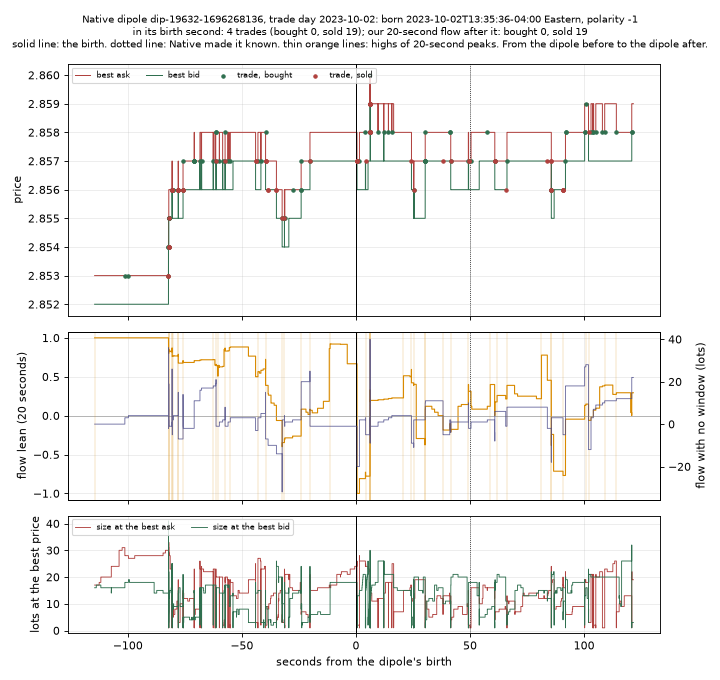 Native dipole dip-19632-1696268136, trade day 2023-10-02: born 2023-10-02T13:35:36-04:00 Eastern, polarity -1
in its birth second: 4 trades (bought 0, sold 19); our 20-second flow after it: bought 0, sold 19
solid line: the birth. dotted line: Native made it known. thin orange lines: highs of 20-second peaks. From the dipole before to the dipole after.
best ask
best bid
trade, bought
trade, sold
2.860
2.859
2.858
2.857
2.856
2.855
2.854
2.853
2.852
price
1.0
0.5
0.0
−0.5
−1.0
flow lean (20 seconds)
40
20
0
−20
flow with no window (lots)
size at the best ask
size at the best bid
40
30
20
10
0
lots at the best price
−100
−50
0
50
100
seconds from the dipole's birth